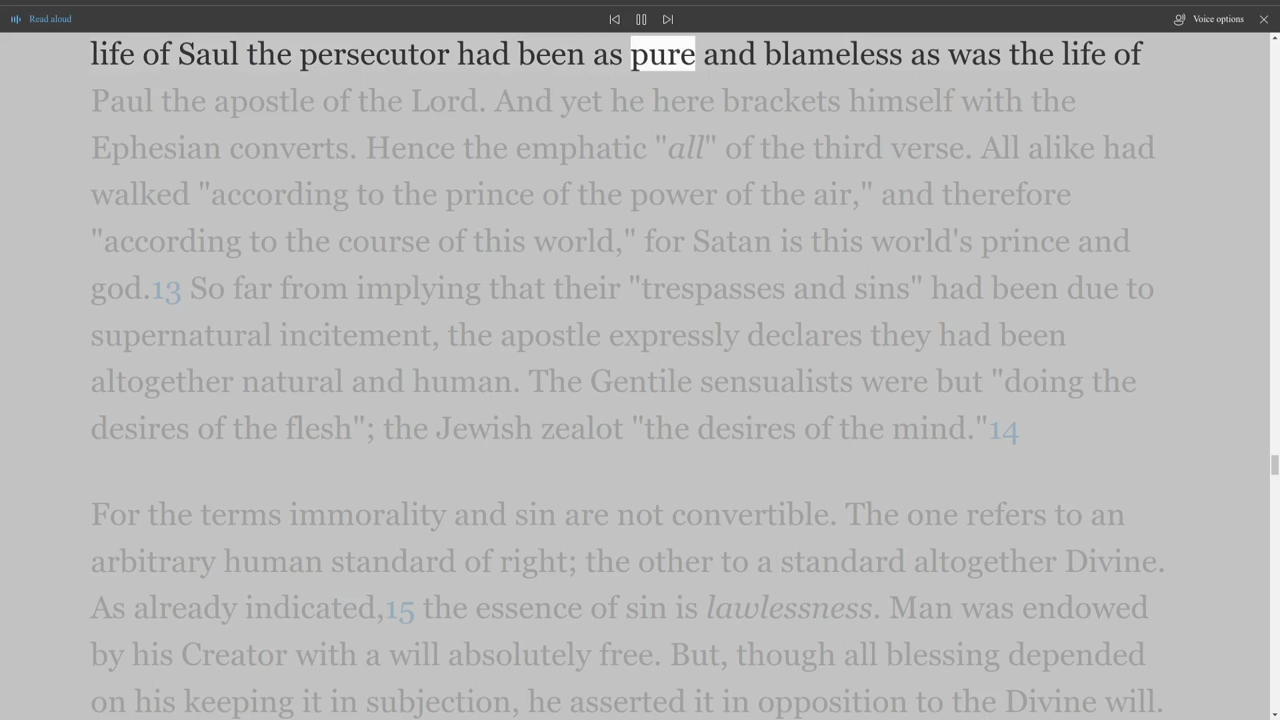 Read aloud
Voice options
life of Saul the persecutor had been as pure and blameless as was the life of
Paul the apostle of the Lord. And yet he here brackets himself with the
Ephesian converts. Hence the emphatic "all" of the third verse. All alike had
walked "according to the prince of the power of the air," and therefore
"according to the course of this world," for Satan is this world's prince and
god.13 So far from implying that their "trespasses and sins" had been due to
supernatural incitement, the apostle expressly declares they had been
altogether natural and human. The Gentile sensualists were but "doing the
desires of the flesh"; the Jewish zealot "the desires of the mind."14
For the terms immorality and sin are not convertible. The one refers to an
arbitrary human standard of right; the other to a standard altogether Divine.
As already indicated,15 the essence of sin is lawlessness. Man was endowed
by his Creator with a will absolutely free. But, though all blessing depended
on his keeping it in subjection, he asserted it in opposition to the Divine will.